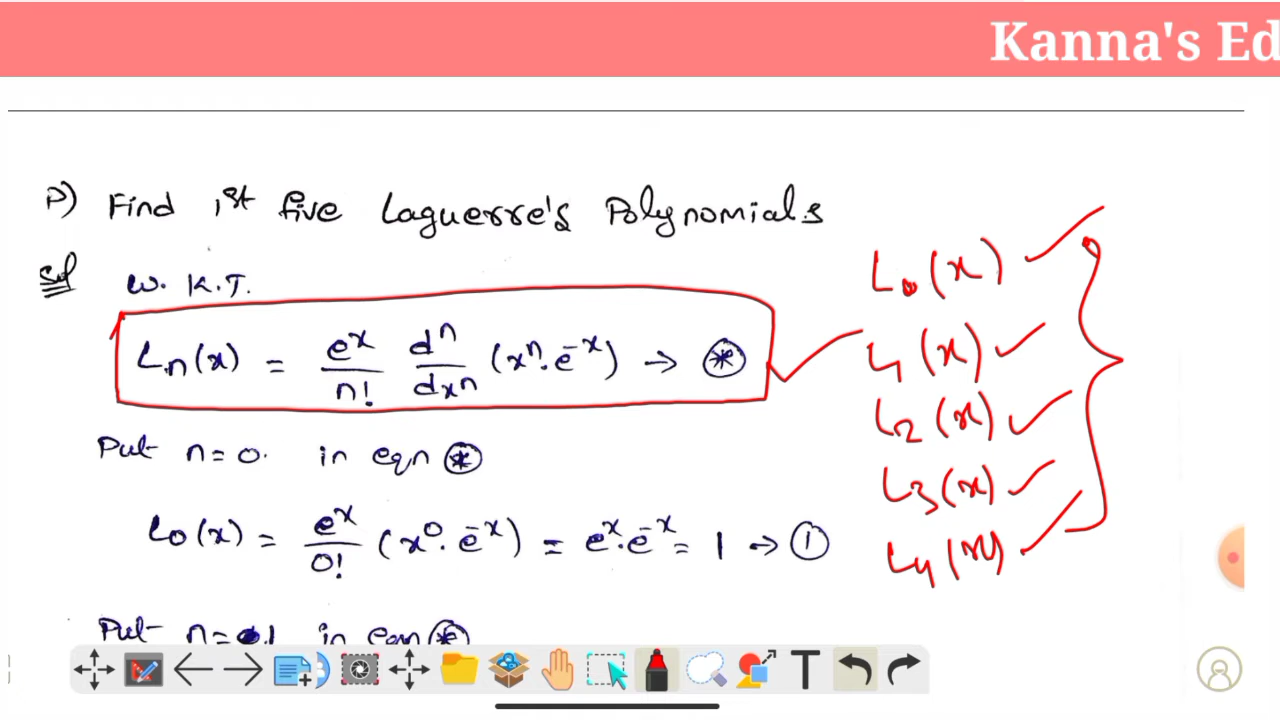 Kanna's Ed
P) Find 1st five Laguerre's Polynomials
Sol W. K. T.
Ln(x) = e^x/n! d^n/dx^n (x^n. e^-x) → ⊛
Put n=0. in eqn ⊛
L0(x) = e^x/0! (x^0. e^-x) = e^x. e^-x = 1 → ①
Put n=1 in eqn ⊛
L0(x) ✓
L1(x) ✓
L2(x) ✓
L3(x) ✓
L4(x) ✓
T